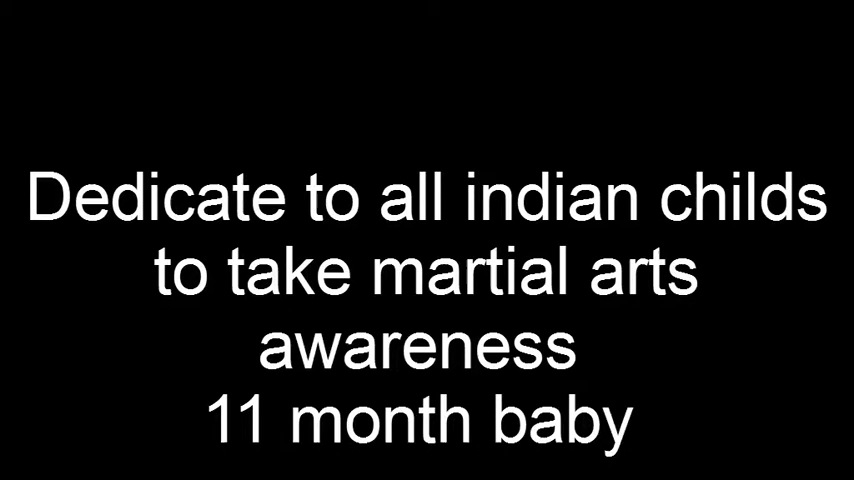 Dedicate to all indian childs
to take martial arts
awareness
11 month baby